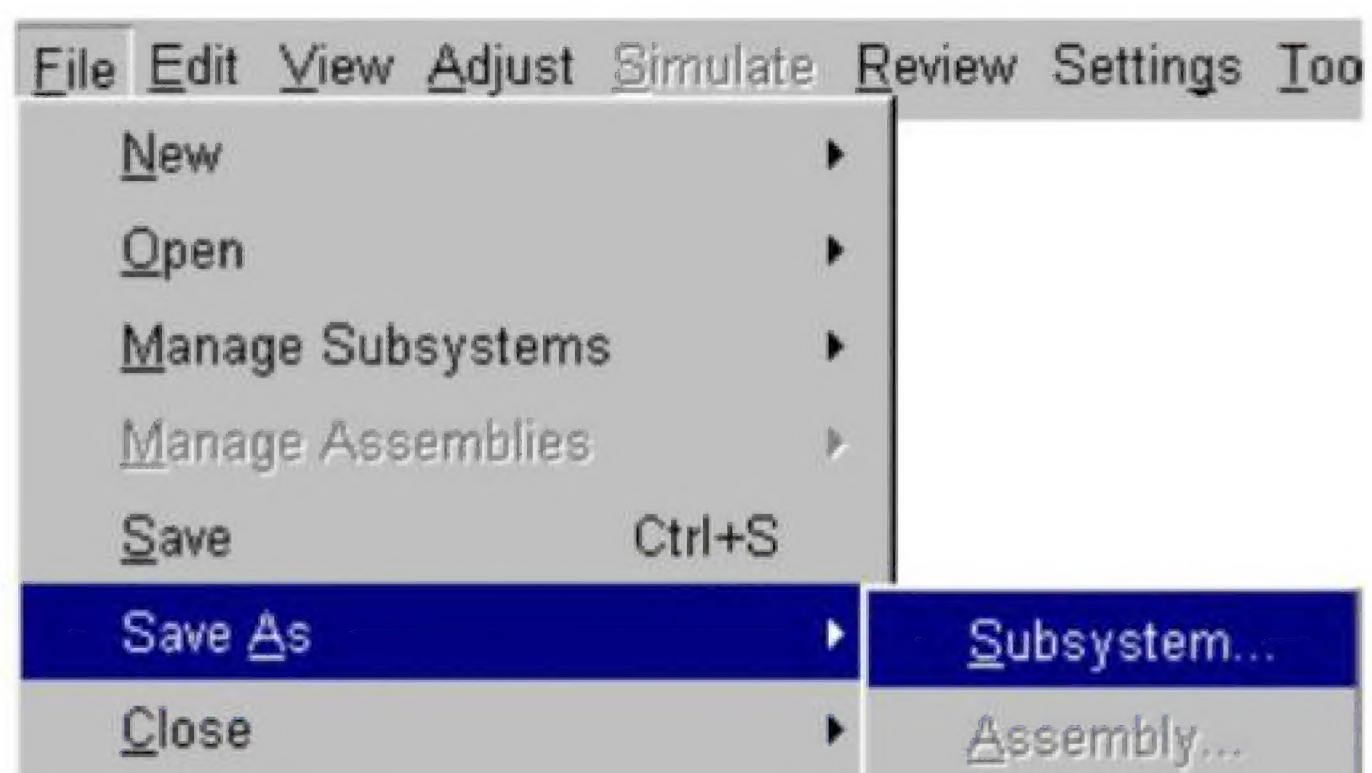 File Edit View Adjust Simulate Review Settings Too
New
Open
Manage Subsystems
Manage Assemblies
Save Ctrl+S
Save As Subsystem...
Close Assembly...